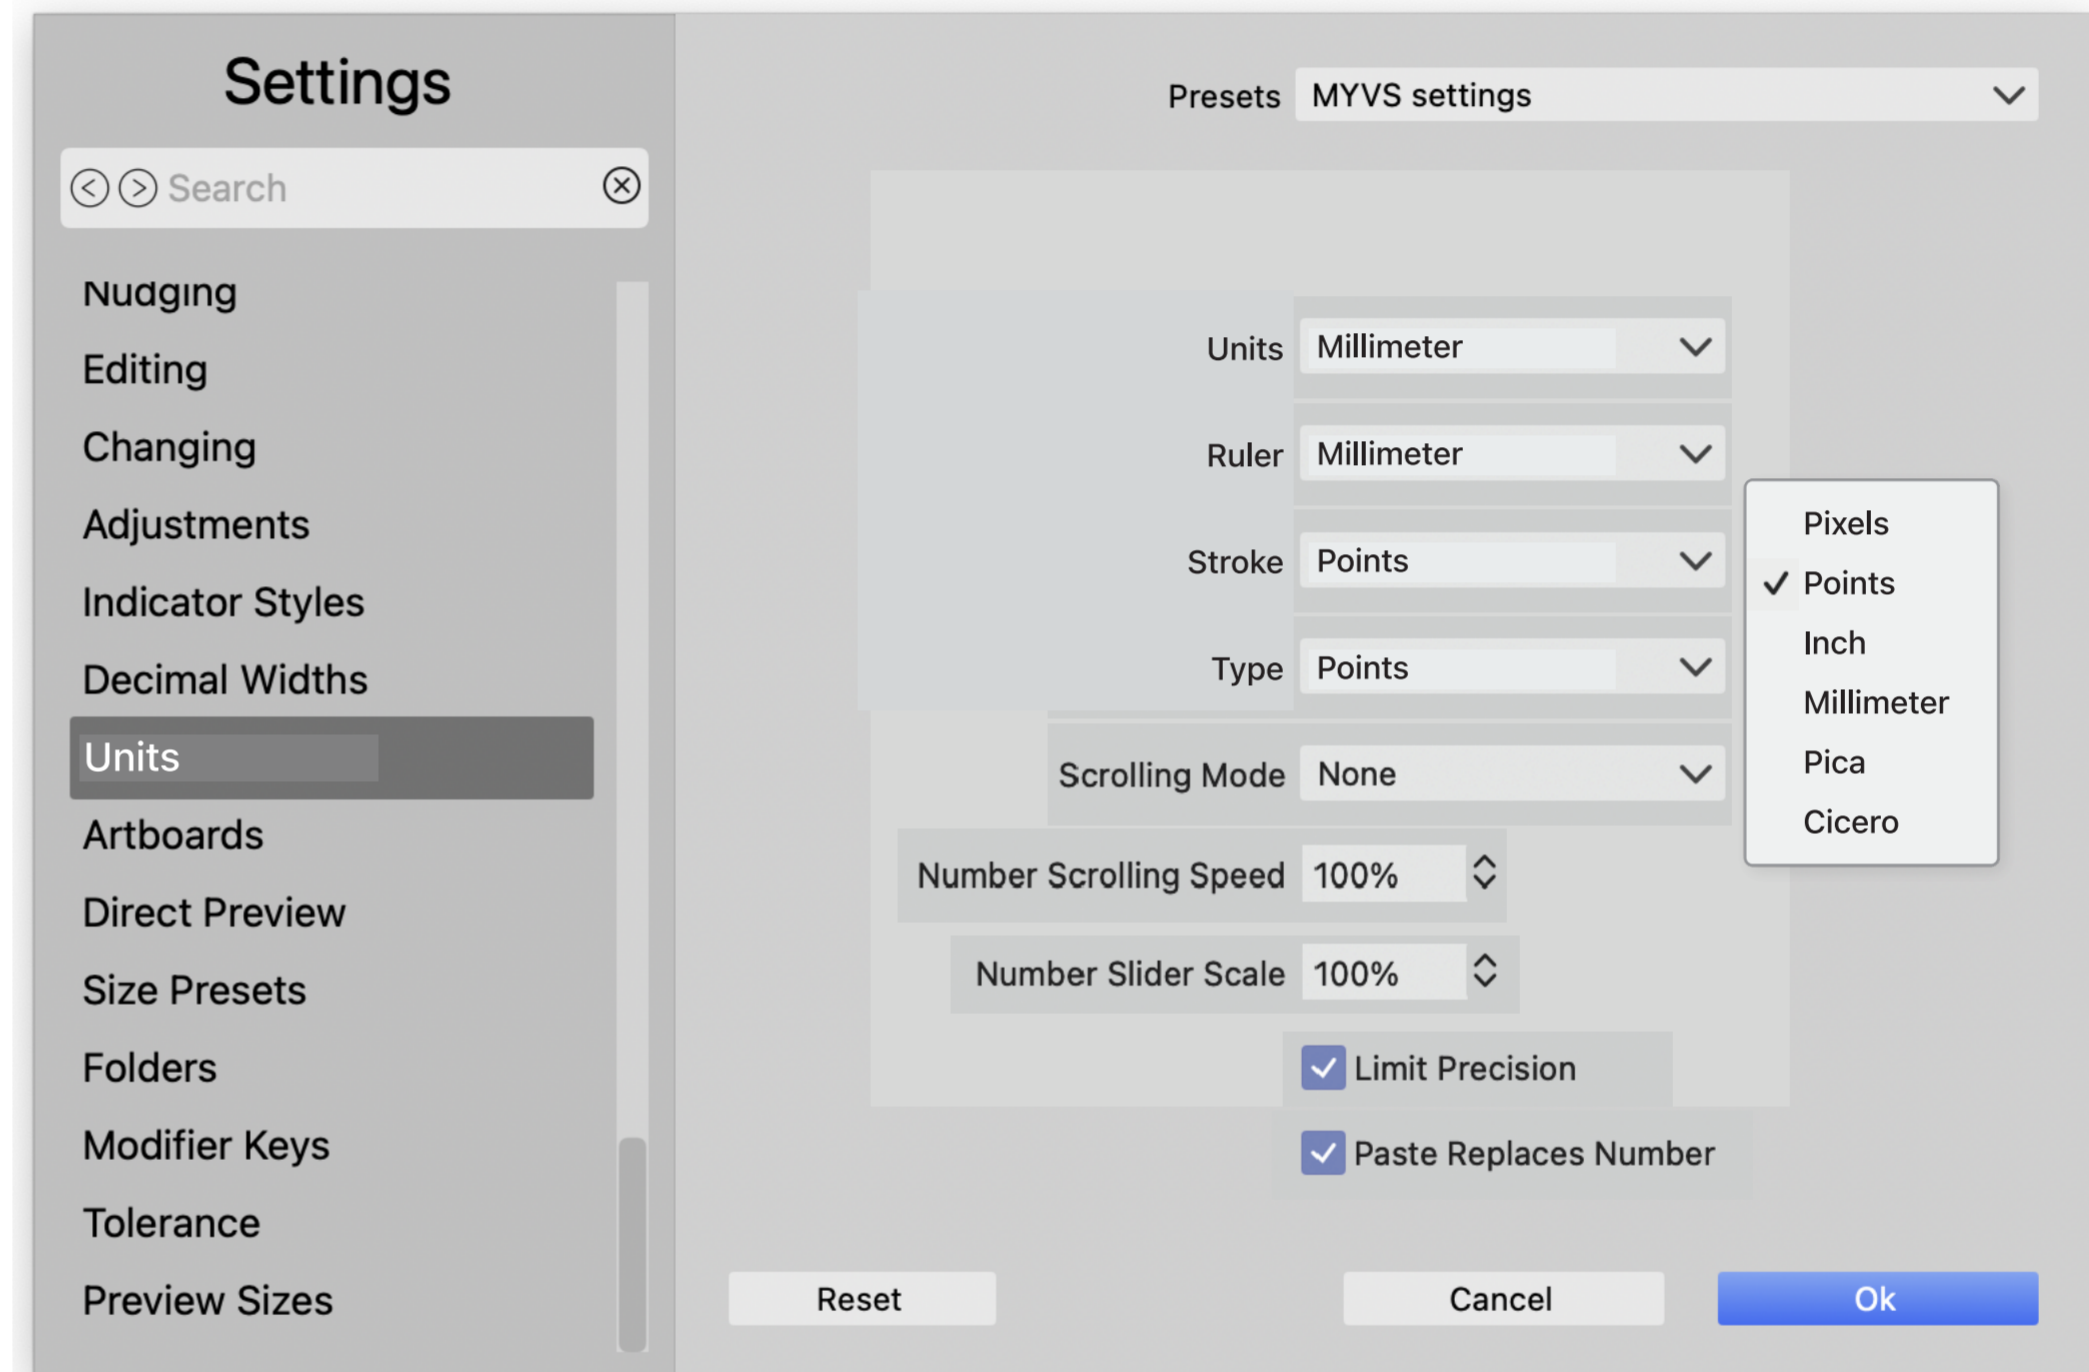 Settings
Search
Nudging
Editing
Changing
Adjustments
Indicator Styles
Decimal Widths
Units
Artboards
Direct Preview
Size Presets
Folders
Modifier Keys
Tolerance
Preview Sizes
Presets MYVS settings
Units Millimeter
Ruler Millimeter
Stroke Points
Type Points
Scrolling Mode None
Number Scrolling Speed 100%
Number Slider Scale 100%
Limit Precision
Paste Replaces Number
Pixels
Points
Inch
Millimeter
Pica
Cicero
Reset
Cancel
Ok